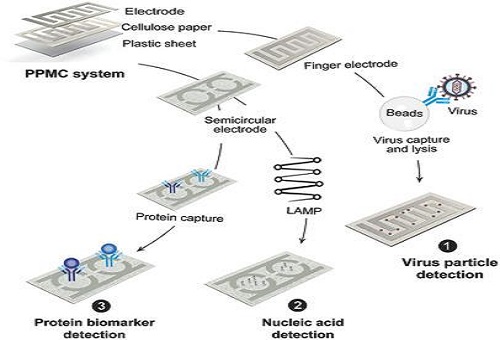 Electrode
Cellulose paper
Plastic sheet
PPMC system
Finger electrode
Semicircular
electrode
Beads
Virus
Virus capture
and lysis
Protein capture
LAMP
1
Virus particle
detection
2
Nucleic acid
detection
3
Protein biomarker
detection